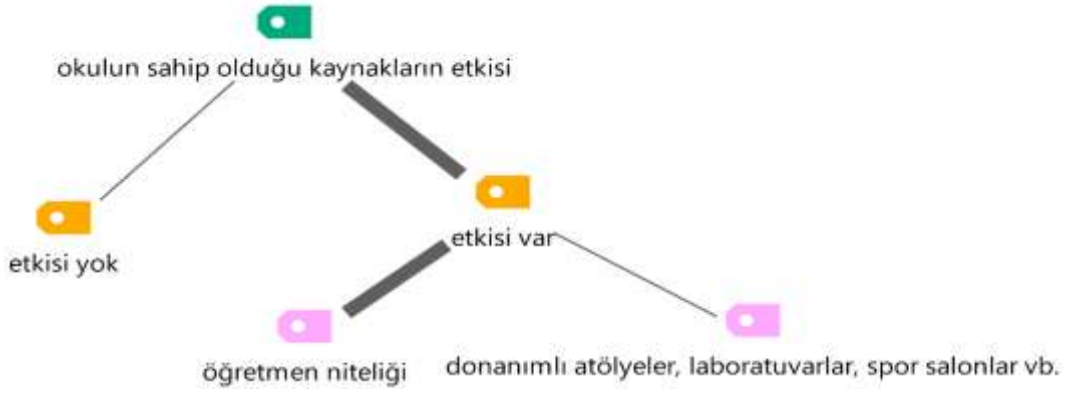 okulun sahip olduğu kaynakların etkisi
etkisi yok
etkisi var
öğretmen niteliği
donanımlı atölyeler, laboratuvarlar, spor salonlar vb.